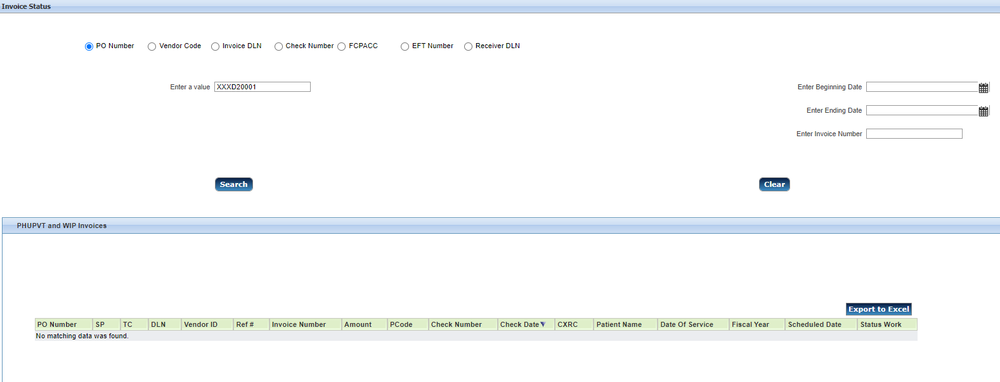 Invoice Status
PO Number Vendor Code Invoice DLN Check Number FCPACC EFT Number Receiver DLN
Enter a value XXXD20001 Enter Beginning Date
Enter Ending Date
Enter Invoice Number
Search Clear
PHUPVT and WIP Invoices
Export to Excel
PO Number SP TC DLN Vendor ID Ref # Invoice Number Amount PCode Check Number Check Date CXRC Patient Name Date Of Service Fiscal Year Scheduled Date Status Work
No matching data was found.